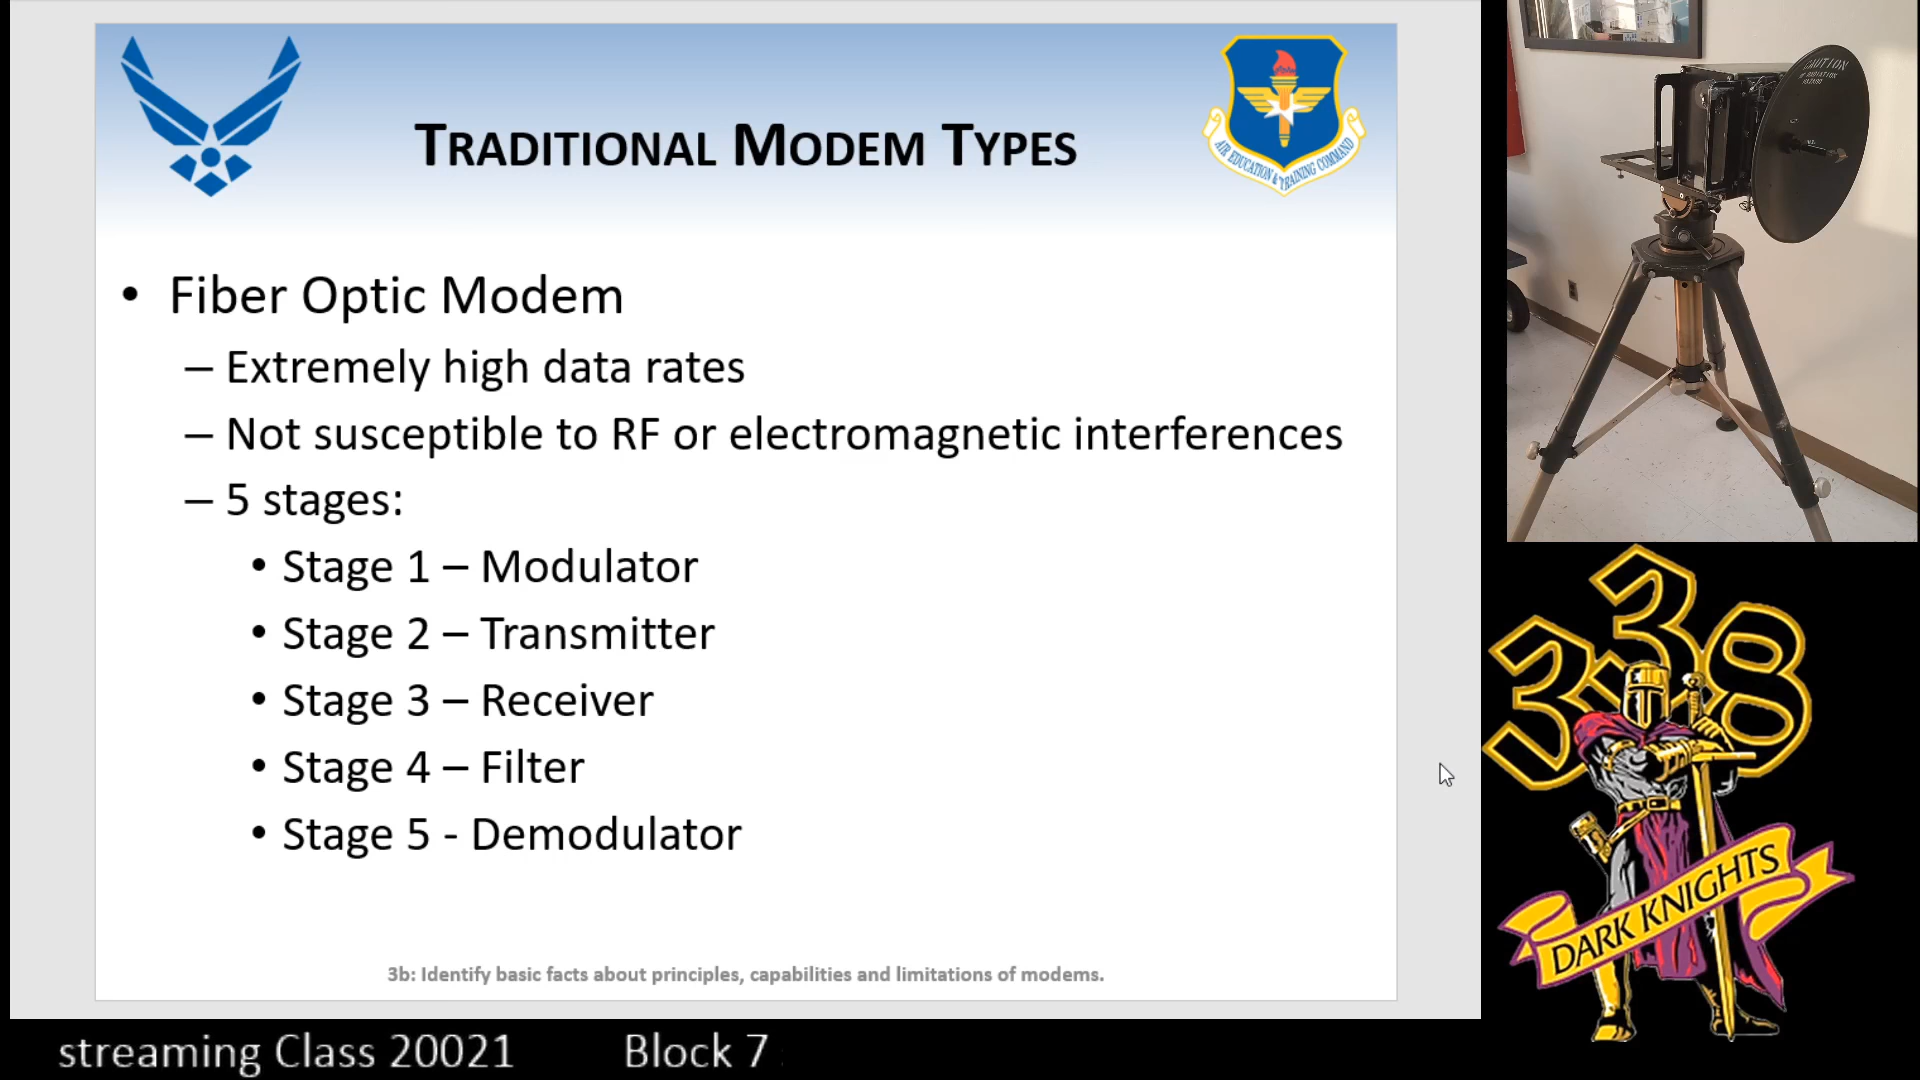 TRADITIONAL MODEM TYPES
AIR EDUCATION & TRAINING COMMAND
• Fiber Optic Modem
– Extremely high data rates
– Not susceptible to RF or electromagnetic interferences
– 5 stages:
• Stage 1 – Modulator
• Stage 2 – Transmitter
• Stage 3 – Receiver
• Stage 4 – Filter
• Stage 5 - Demodulator
3b: Identify basic facts about principles, capabilities and limitations of modems.
CAUTION
RADIATION
HAZARD
338
DARK KNIGHTS
streaming Class 20021 Block 7